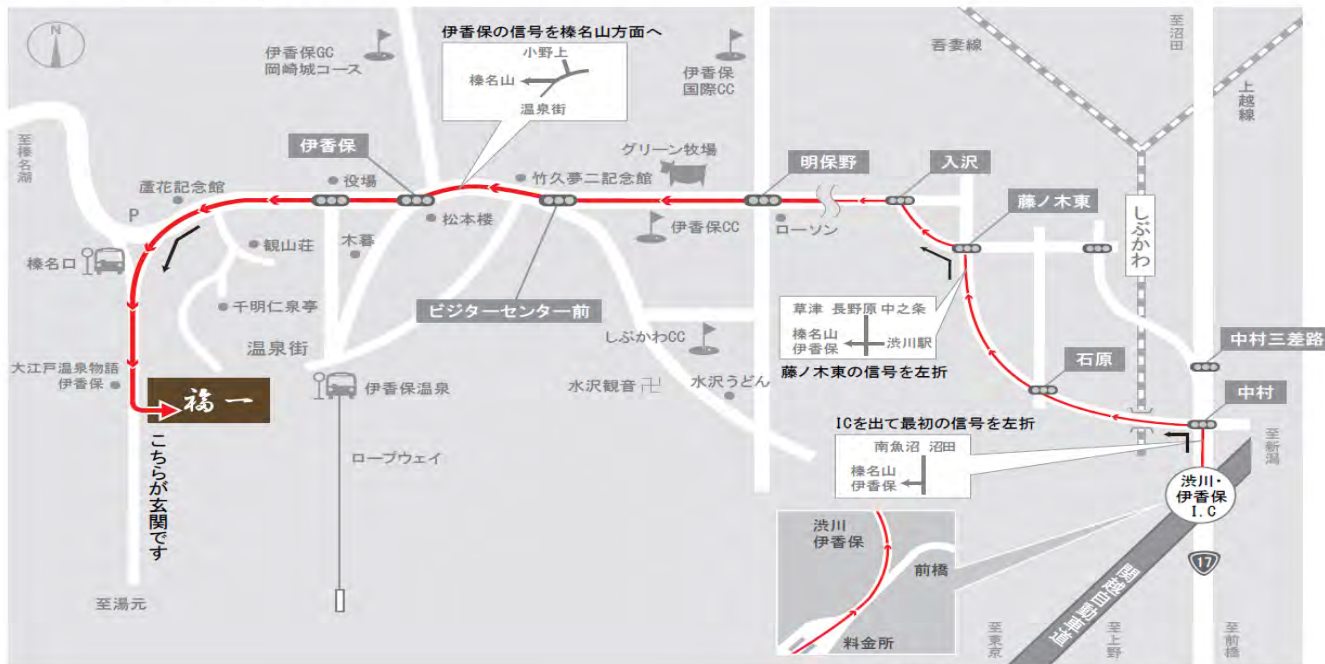 伊香保の信号を榛名山方面へ
小野上
榛名山
温泉街
伊香保GC
岡崎城コース
伊香保
国際CC
吾妻線
至沼田
上越線
至榛名湖
伊香保
役場
蘆花記念館
P
竹久夢二記念館
グリーン牧場
明保野
入沢
藤ノ木東
しぶかわ
松本楼
木暮
観山荘
榛名口
伊香保CC
ローソン
千明仁泉亭
ビジターセンター前
温泉街
草津 長野原 中之条
榛名山
伊香保
渋川駅
藤ノ木東の信号を左折
しぶかわCC
石原
中村三差路
大江戸温泉物語
伊香保
福一
こちらが玄関です
伊香保温泉
水沢観音
水沢うどん
中村
ICを出て最初の信号を左折
南魚沼 沼田
榛名山
伊香保
至新潟
渋川・
伊香保
I.C
ロープウェイ
渋川
伊香保
前橋
料金所
17
関越自動車道
至湯元
至東京
至上野
至前橋
N